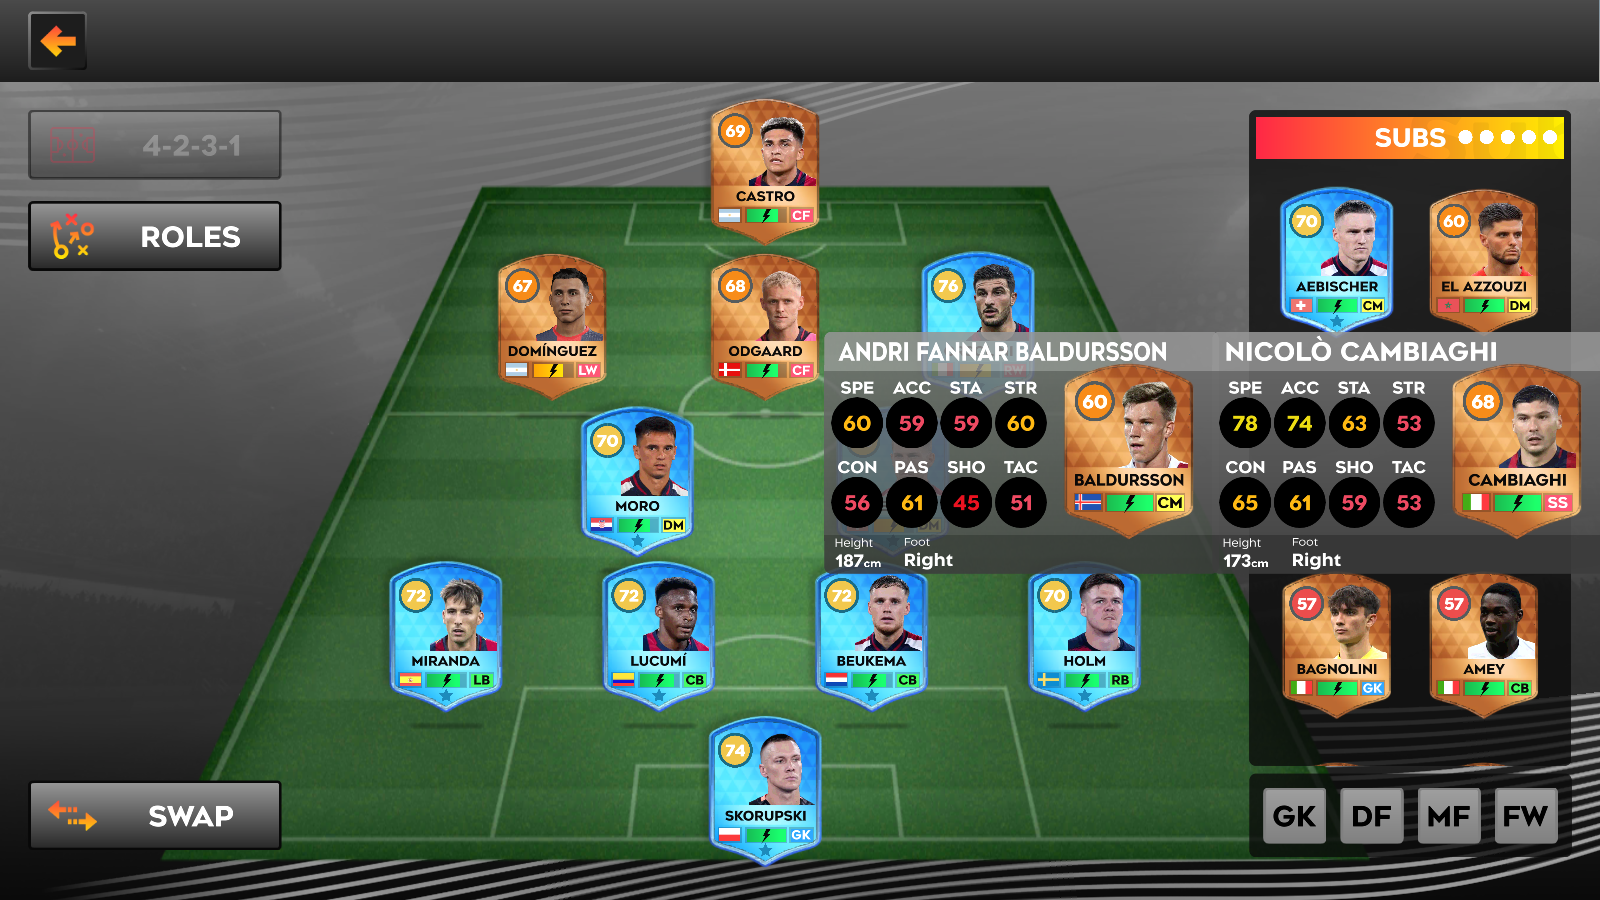 4-2-3-1
ROLES
SWAP
69
CASTRO
CF
67
DOMÍNGUEZ
LW
68
ODGAARD
CF
76
RW
70
MORO
DM
DM
72
MIRANDA
LB
72
LUCUMÍ
CB
72
BEUKEMA
CB
70
HOLM
RB
74
SKORUPSKI
GK
SUBS
70
AEBISCHER
CM
60
EL AZZOUZI
DM
ANDRI FANNAR BALDURSSON
SPE ACC STA STR
60 59 59 60
CON PAS SHO TAC
56 61 45 51
Height Foot
187cm Right
60
BALDURSSON
CM
NICOLÒ CAMBIAGHI
SPE ACC STA STR
78 74 63 53
CON PAS SHO TAC
65 61 59 53
Height Foot
173cm Right
68
CAMBIAGHI
SS
57
BAGNOLINI
GK
57
AMEY
CB
GK DF MF FW